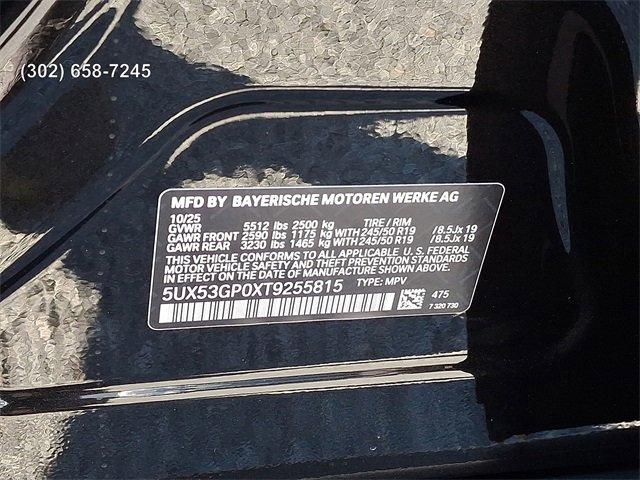 (302) 658-7245
MFD BY BAYERISCHE MOTOREN WERKE AG
10/25
GVWR 5512 lbs 2500 kg TIRE / RIM
GAWR FRONT 2590 lbs 1175 kg WITH 245/50 R19 /8.5Jx19
GAWR REAR 3230 lbs 1465 kg WITH 245/50 R19 /8.5Jx19
THIS VEHICLE CONFORMS TO ALL APPLICABLE U.S. FEDERAL
MOTOR VEHICLE SAFETY AND THEFT PREVENTION STANDARDS
IN EFFECT ON THE DATE OF MANUFACTURE SHOWN ABOVE.
5UX53GP0XT9255815 TYPE: MPV
475
7 320 730